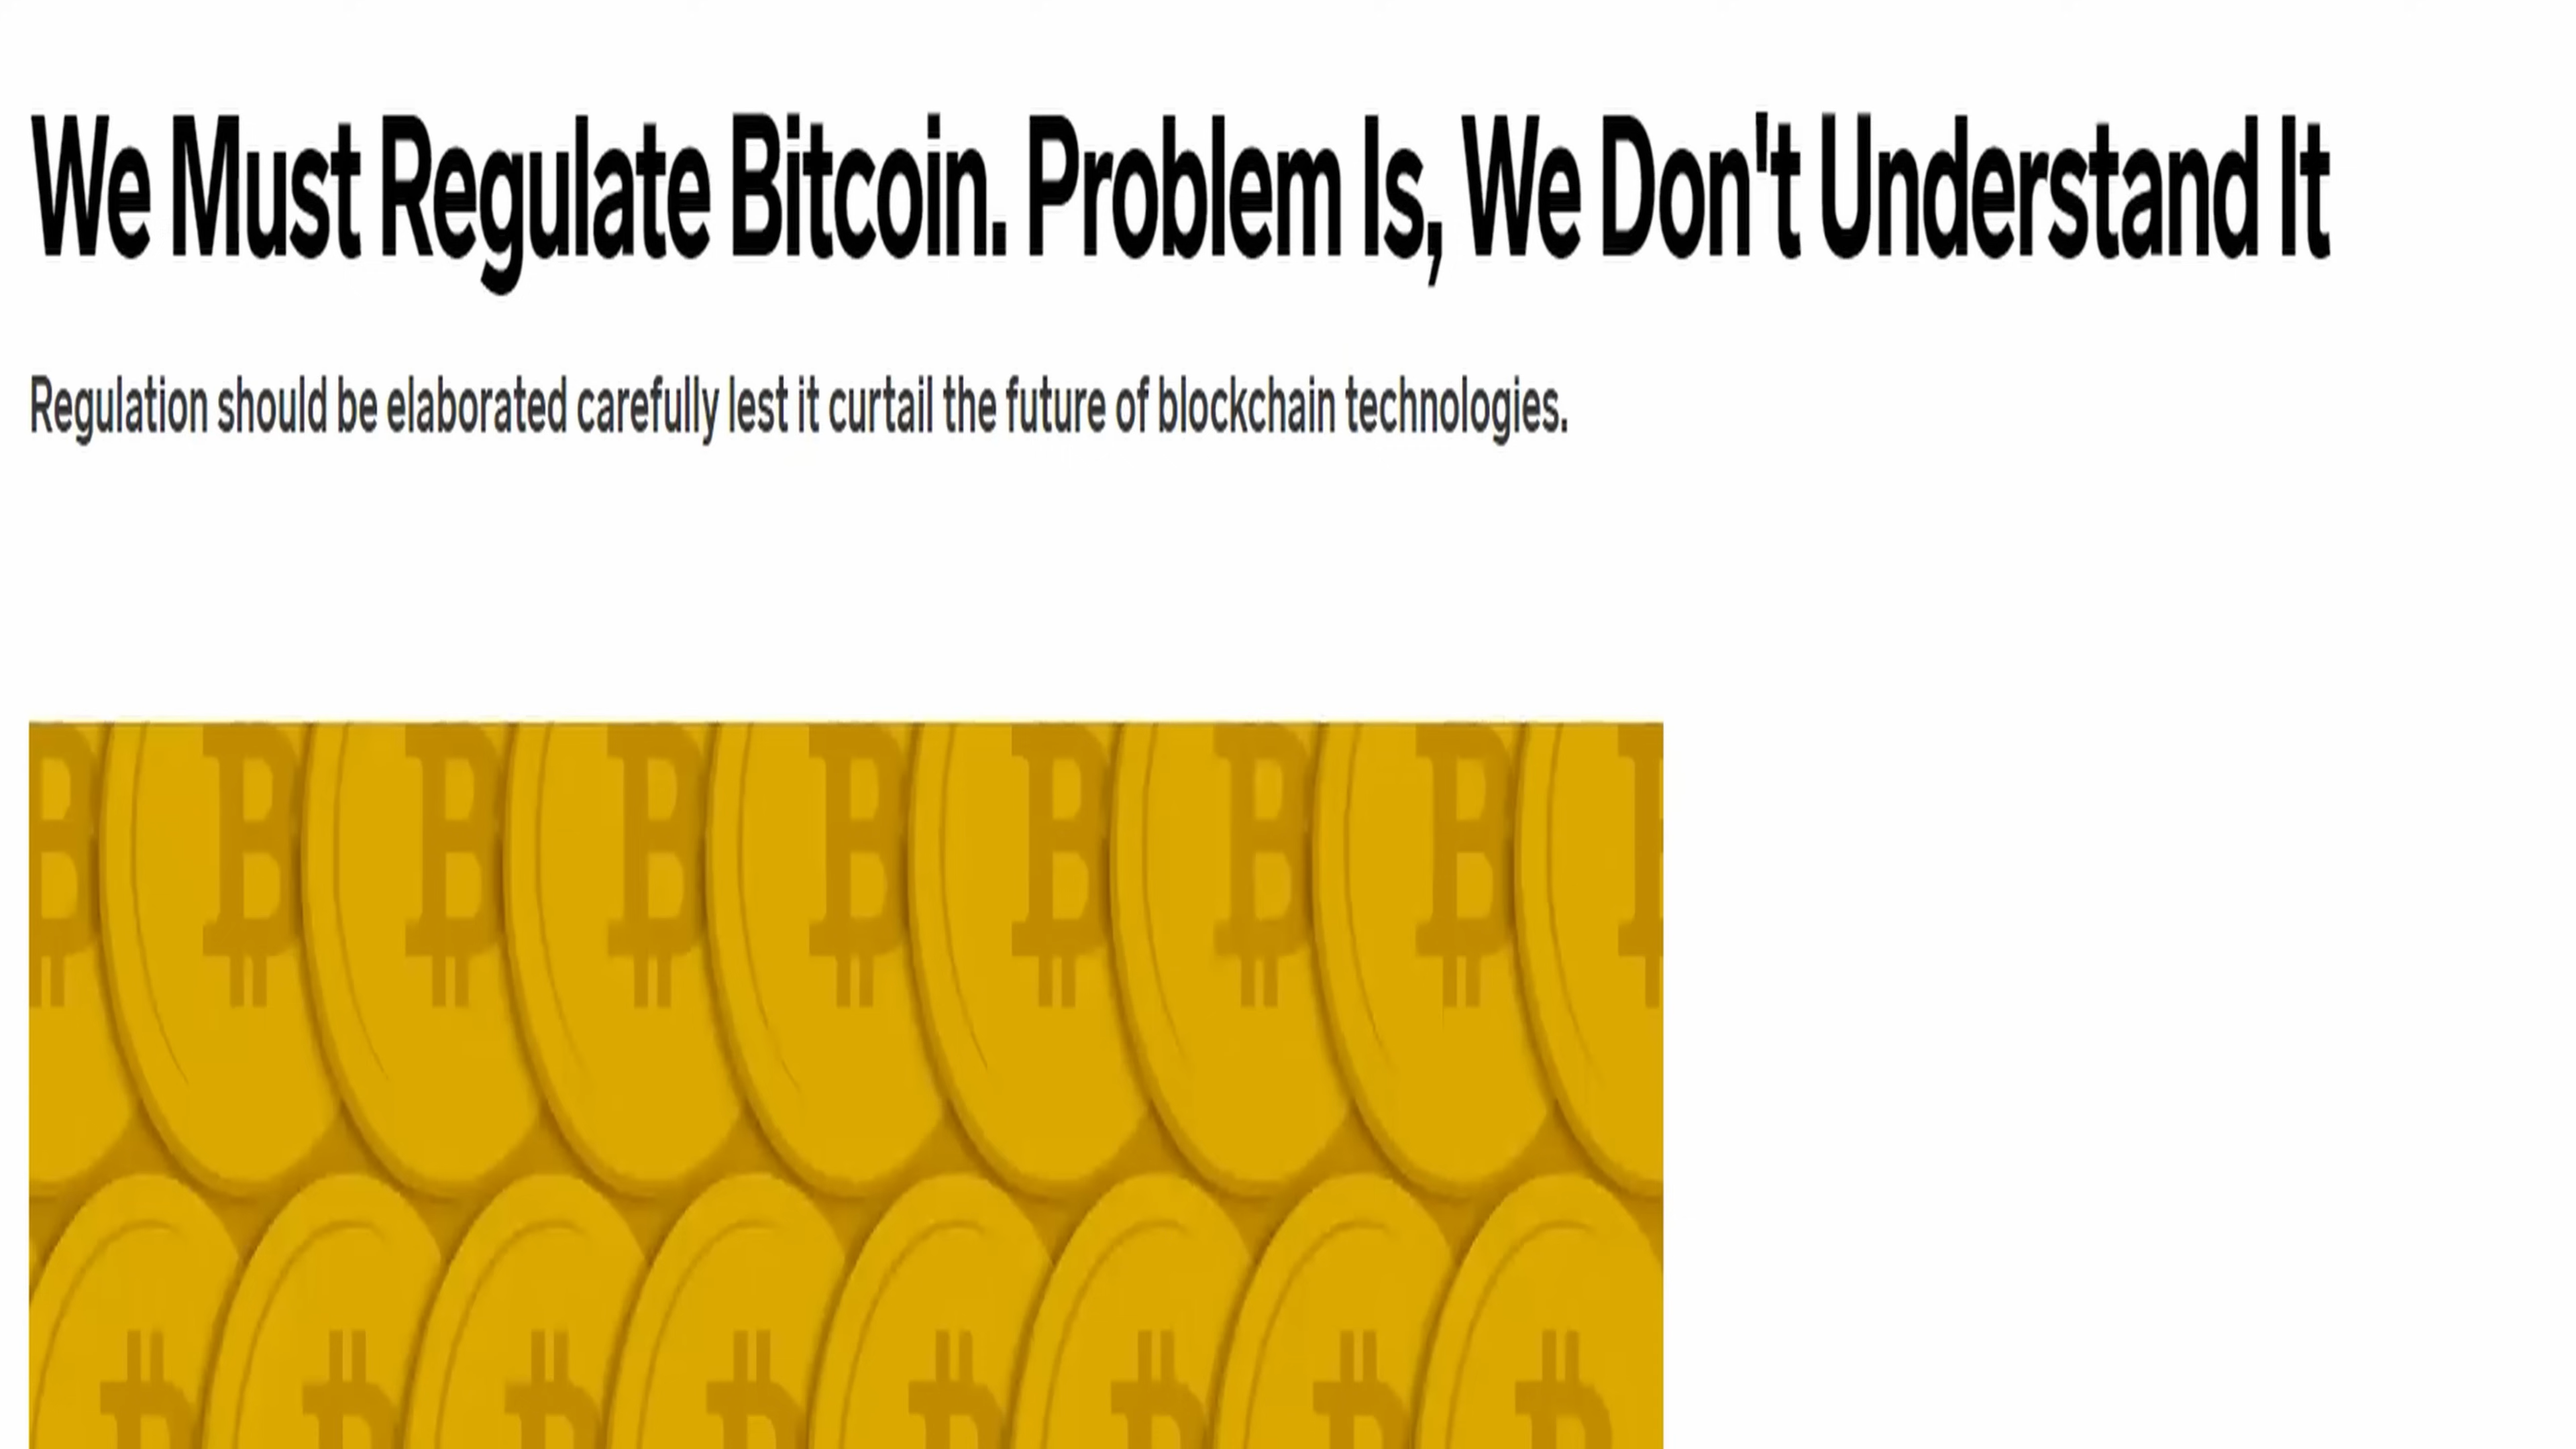 We Must Regulate Bitcoin. Problem Is, We Don't Understand It
Regulation should be elaborated carefully lest it curtail the future of blockchain technologies.